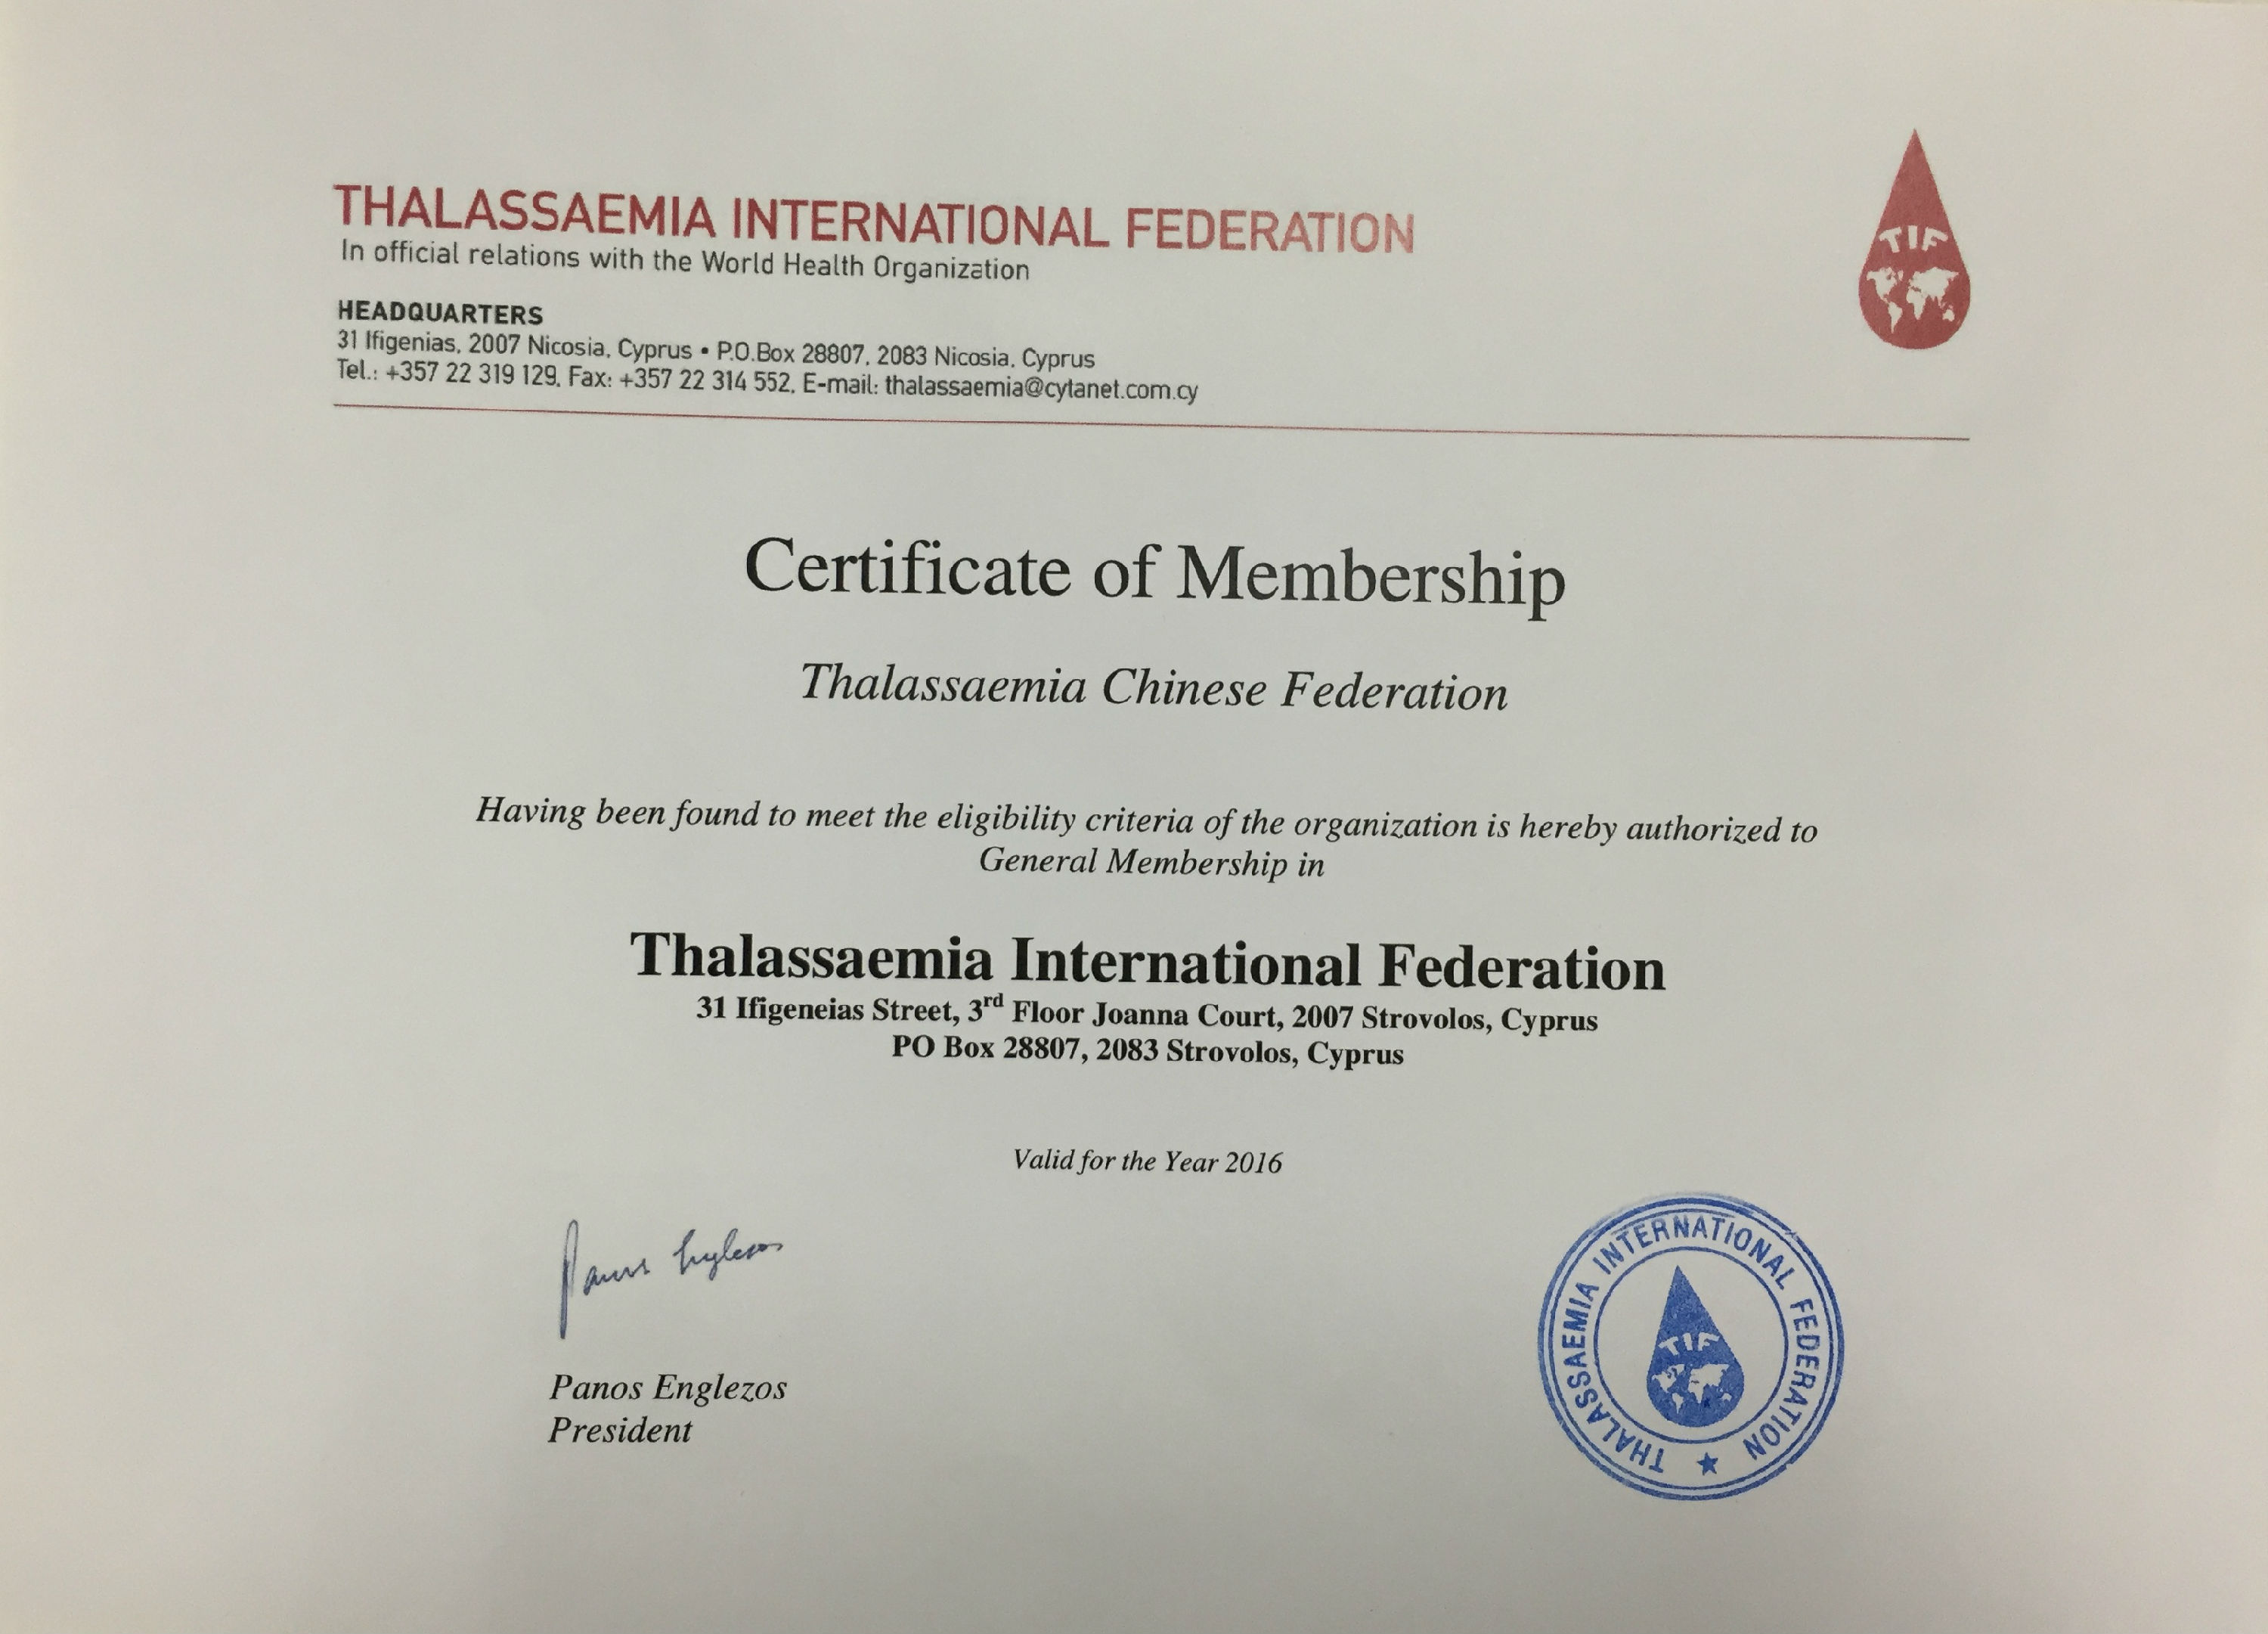 THALASSAEMIA INTERNATIONAL FEDERATION
In official relations with the World Health Organization
HEADQUARTERS
31 Ifigenias, 2007 Nicosia, Cyprus • P.O.Box 28807, 2083 Nicosia, Cyprus
Tel.: +357 22 319 129, Fax: +357 22 314 552, E-mail: thalassaemia@cytanet.com.cy
TIF
Certificate of Membership
Thalassaemia Chinese Federation
Having been found to meet the eligibility criteria of the organization is hereby authorized to
General Membership in
Thalassaemia International Federation
31 Ifigeneias Street, 3rd Floor Joanna Court, 2007 Strovolos, Cyprus
PO Box 28807, 2083 Strovolos, Cyprus
Valid for the Year 2016
Panos Englezos
Panos Englezos
President
THALASSAEMIA INTERNATIONAL FEDERATION ★
TIF